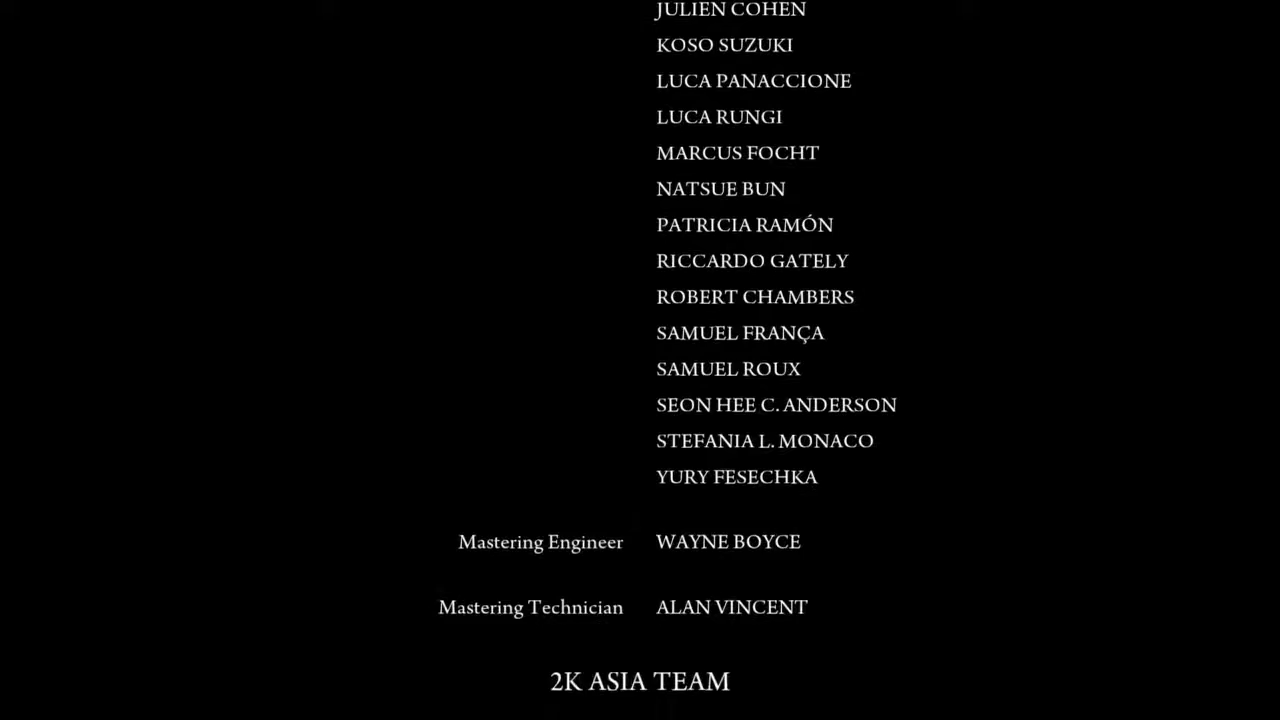 JULIEN COHEN
KOSO SUZUKI
LUCA PANACCIONE
LUCA RUNGI
MARCUS FOCHT
NATSUE BUN
PATRICIA RAMÓN
RICCARDO GATELY
ROBERT CHAMBERS
SAMUEL FRANÇA
SAMUEL ROUX
SEON HEE C. ANDERSON
STEFANIA L. MONACO
YURY FESECHKA
Mastering Engineer WAYNE BOYCE
Mastering Technician ALAN VINCENT
2K ASIA TEAM